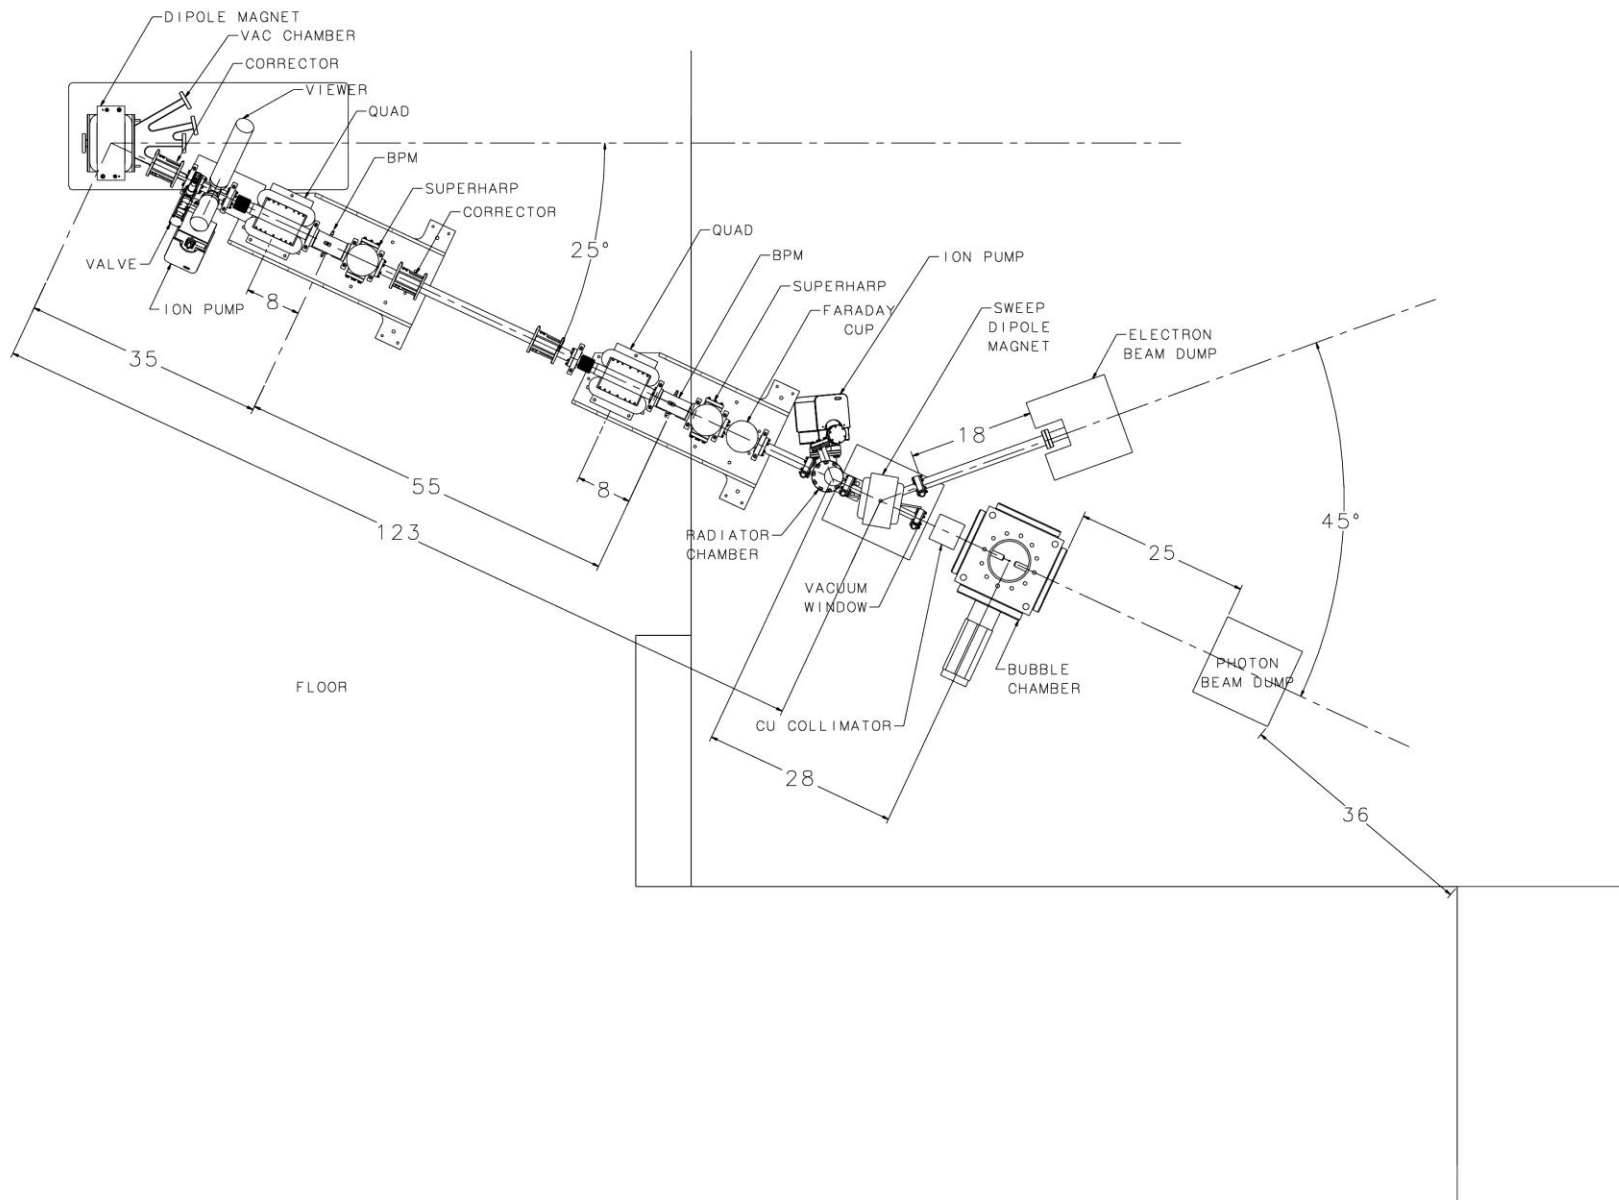 DIPOLE MAGNET
VAC CHAMBER
CORRECTOR
VIEWER
QUAD
BPM
SUPERHARP
CORRECTOR
25°
VALVE
ION PUMP
8
35
QUAD
BPM
ION PUMP
SUPERHARP
FARADAY
CUP
SWEEP
DIPOLE
MAGNET
ELECTRON
BEAM DUMP
18
55
8
123
RADIATOR
CHAMBER
45°
25
VACUUM
WINDOW
FLOOR
BUBBLE
CHAMBER
PHOTON
BEAM DUMP
CU COLLIMATOR
28
36